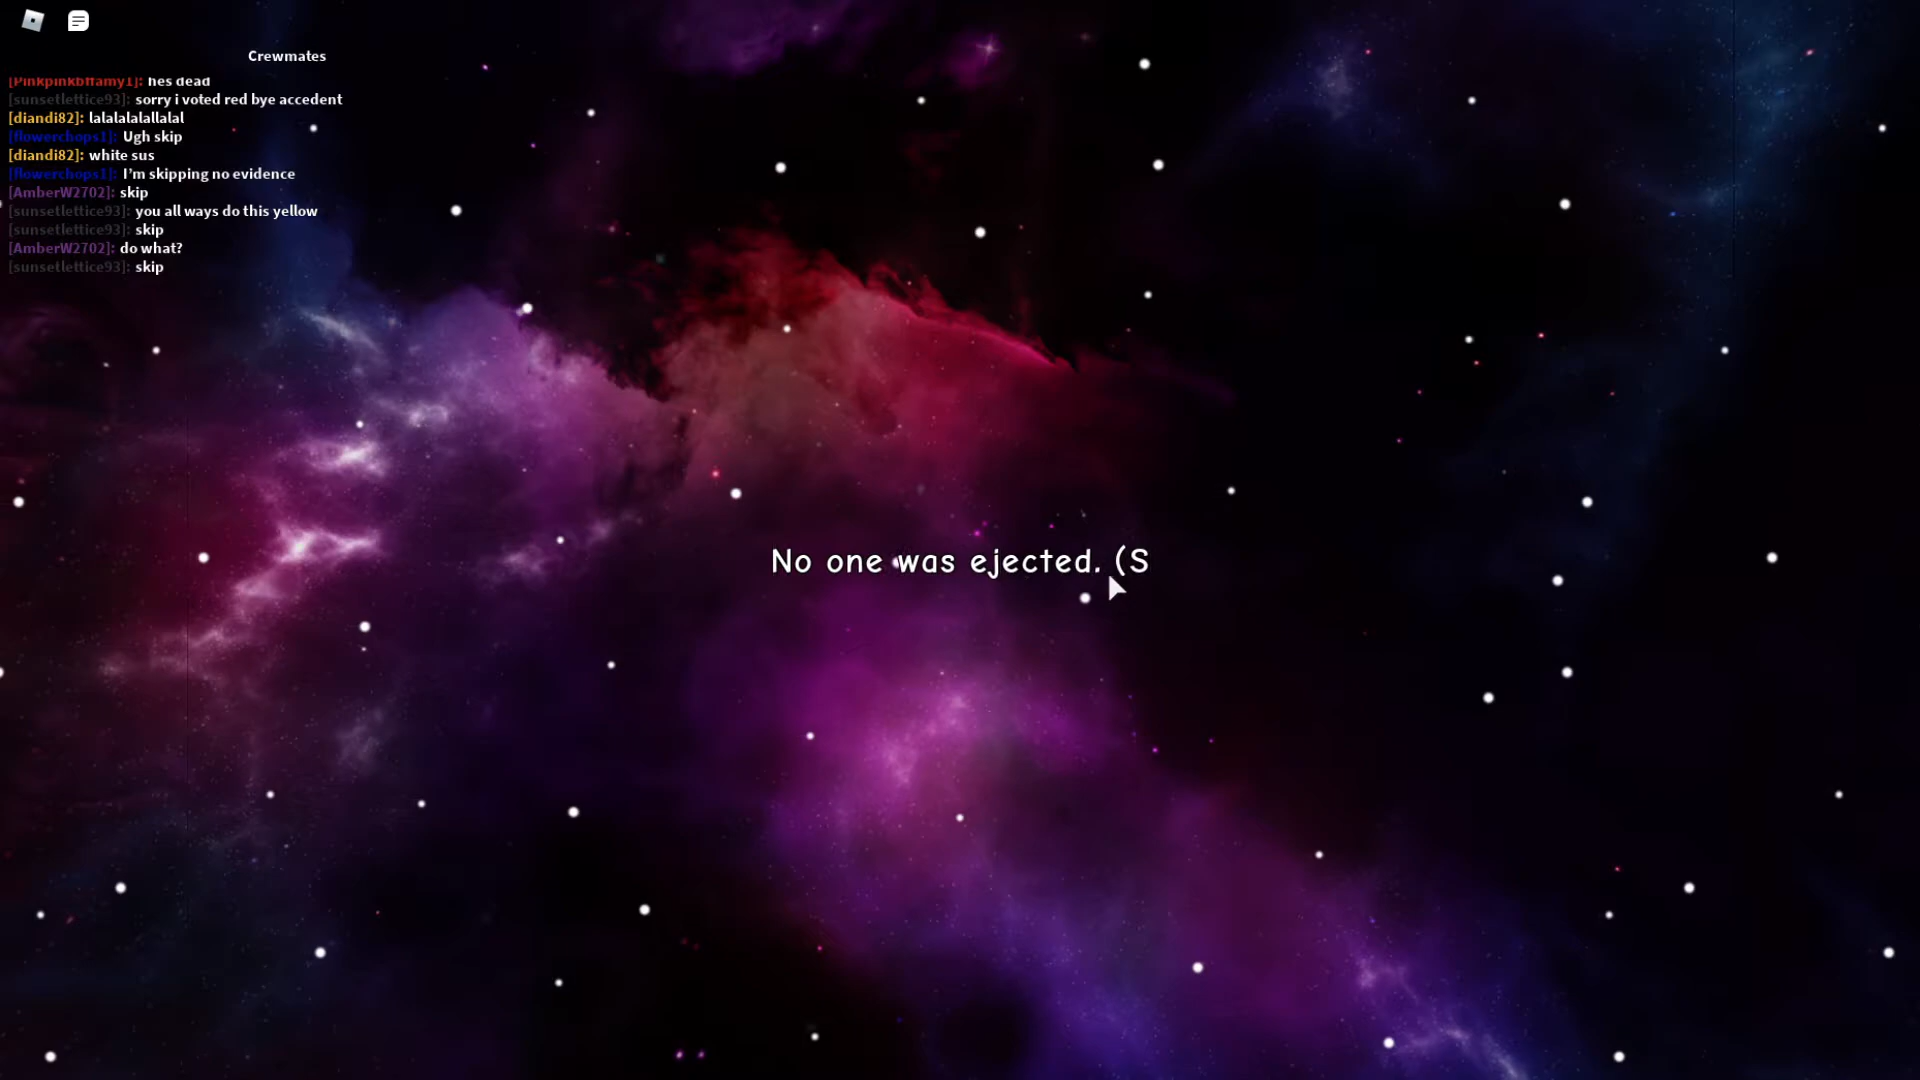 Crewmates
[Pinkpinkbffamy1]: hes dead
[sunsetlettice93]: sorry i voted red bye accedent
[diandi82]: lalalalalallalal
[flowerchops1]: Ugh skip
[diandi82]: white sus
[flowerchops1]: I'm skipping no evidence
[AmberW2702]: skip
[sunsetlettice93]: you all ways do this yellow
[sunsetlettice93]: skip
[AmberW2702]: do what?
[sunsetlettice93]: skip
No one was ejected. (S